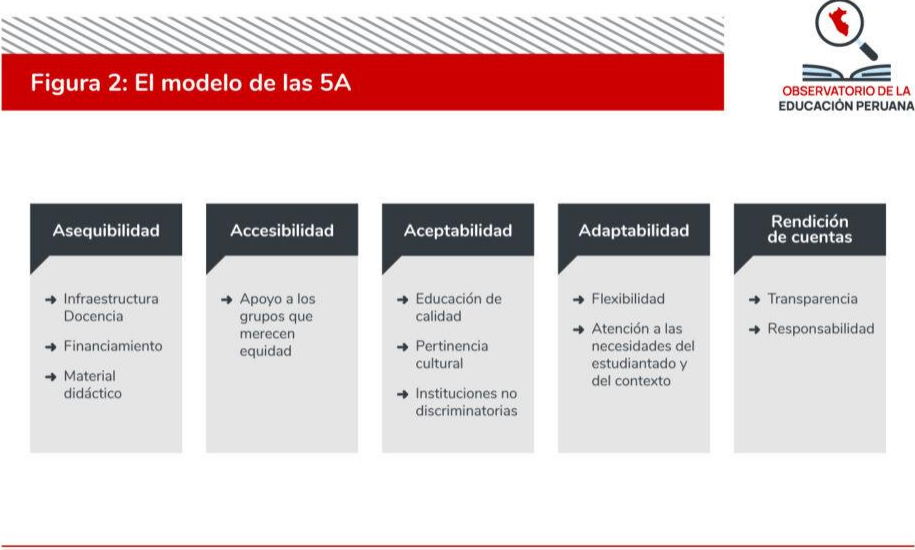 Figura 2: El modelo de las 5A
OBSERVATORIO DE LA
EDUCACIÓN PERUANA
Asequibilidad
➜ Infraestructura
Docencia
➜ Financiamiento
➜ Material
didáctico
Accesibilidad
➜ Apoyo a los
grupos que
merecen
equidad
Aceptabilidad
➜ Educación de
calidad
➜ Pertinencia
cultural
➜ Instituciones no
discriminatorias
Adaptabilidad
➜ Flexibilidad
➜ Atención a las
necesidades del
estudiantado y
del contexto
Rendición
de cuentas
➜ Transparencia
➜ Responsabilidad